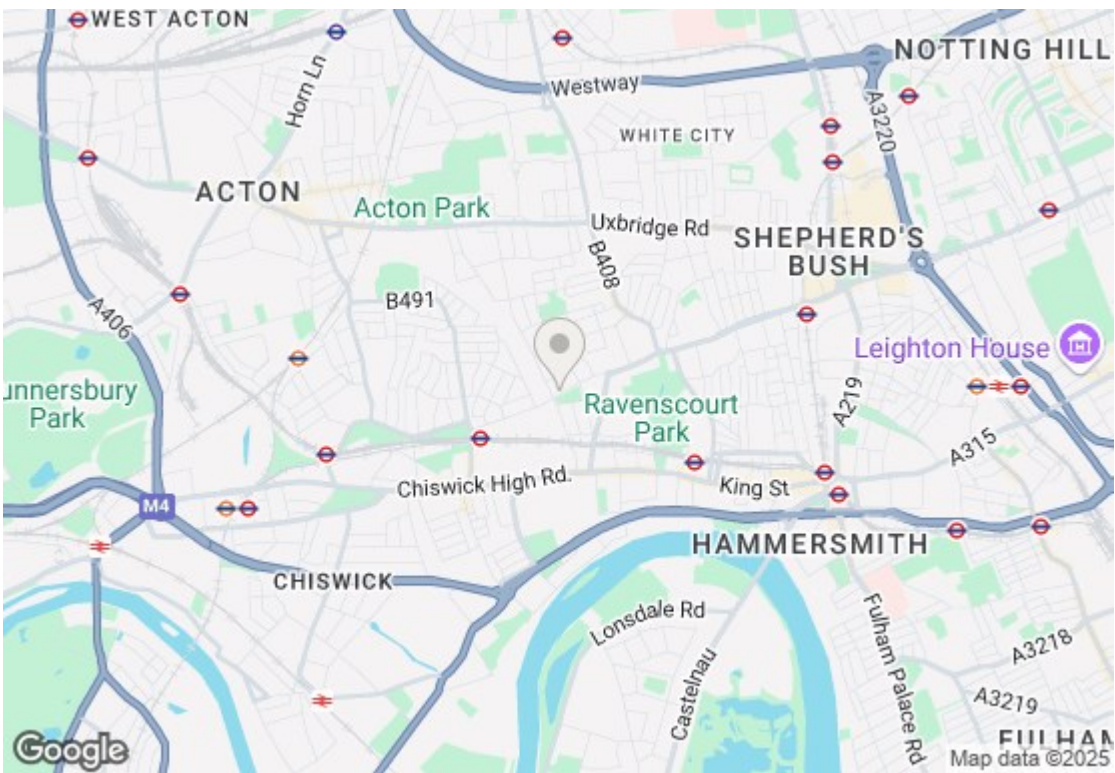 WEST ACTON
NOTTING HILL
Horn Ln
Westway
A3220
WHITE CITY
ACTON
Acton Park
Uxbridge Rd
SHEPHERD'S
BUSH
B408
B491
A406
Leighton House
unnersbury
Park
Ravenscourt
Park
A219
A315
Chiswick High Rd.
King St
M4
HAMMERSMITH
CHISWICK
Lonsdale Rd
Castelnau
Fulham Palace Rd
A3218
A3219
FULHAM
Google
Map data ©2025